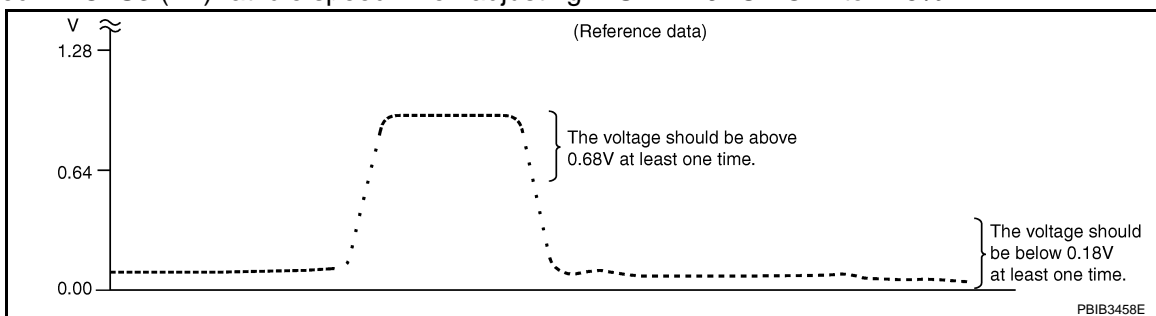 V
(Reference data)
1.28
The voltage should be above
0.68V at least one time.
0.64
The voltage should
be below 0.18V
at least one time.
0.00
PBIB3458E